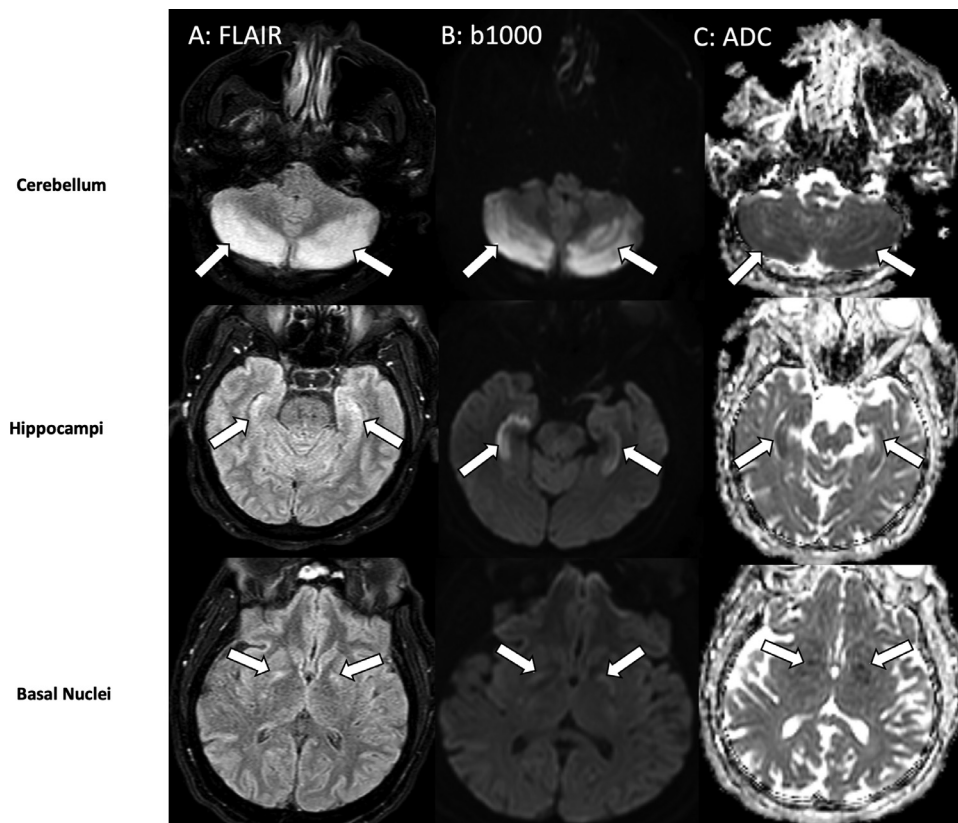 A: FLAIR
B: b1000
C: ADC
Cerebellum
Hippocampi
Basal Nuclei